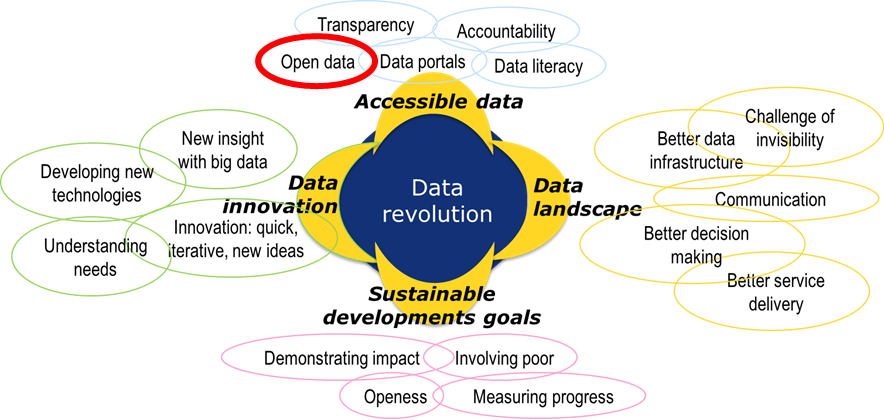 Transparency
Accountability
Open data
Data portals
Data literacy
Accessible data
New insight
with big data
Developing new
technologies
Data
innovation
Innovation: quick,
iterative, new ideas
Understanding
needs
Data
revolution
Data
landscape
Challenge of
invisibility
Better data
infrastructure
Communication
Better decision
making
Better service
delivery
Sustainable
developments goals
Demonstrating impact
Involving poor
Openess
Measuring progress